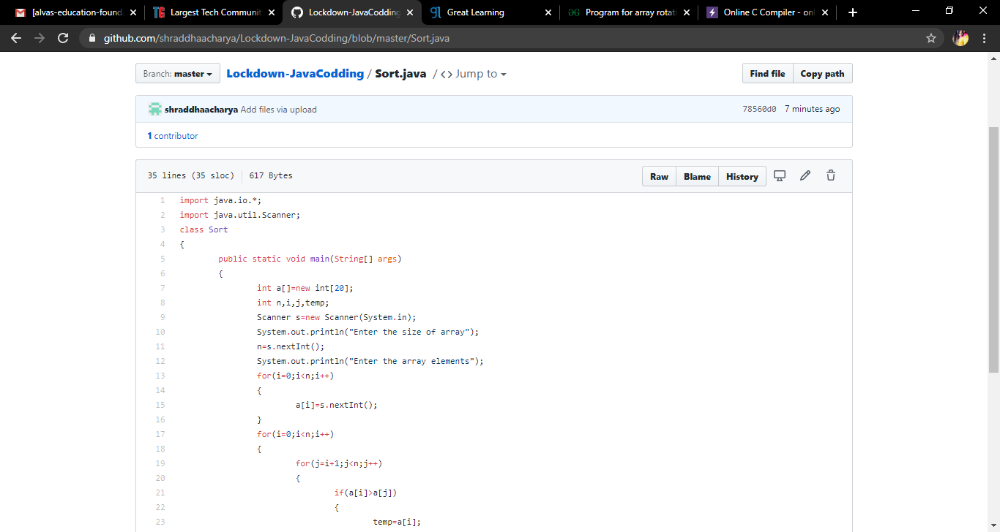 [alvas-education-found
Largest Tech Communit
Lockdown-JavaCodding
Great Learning
Program for array rotat
Online C Compiler - onl
github.com/shraddhaacharya/Lockdown-JavaCodding/blob/master/Sort.java
Branch: master
Lockdown-JavaCodding / Sort.java / <> Jump to
Find file
Copy path
shraddhaacharya Add files via upload
78560d0 7 minutes ago
1 contributor
35 lines (35 sloc) 617 Bytes
Raw
Blame
History
1 import java.io.*;
2 import java.util.Scanner;
3 class Sort
4 {
5 public static void main(String[] args)
6 {
7 int a[]=new int[20];
8 int n,i,j,temp;
9 Scanner s=new Scanner(System.in);
10 System.out.println("Enter the size of array");
11 n=s.nextInt();
12 System.out.println("Enter the array elements");
13 for(i=0;i<n;i++)
14 {
15 a[i]=s.nextInt();
16 }
17 for(i=0;i<n;i++)
18 {
19 for(j=i+1;j<n;j++)
20 {
21 if(a[i]>a[j])
22 {
23 temp=a[i];